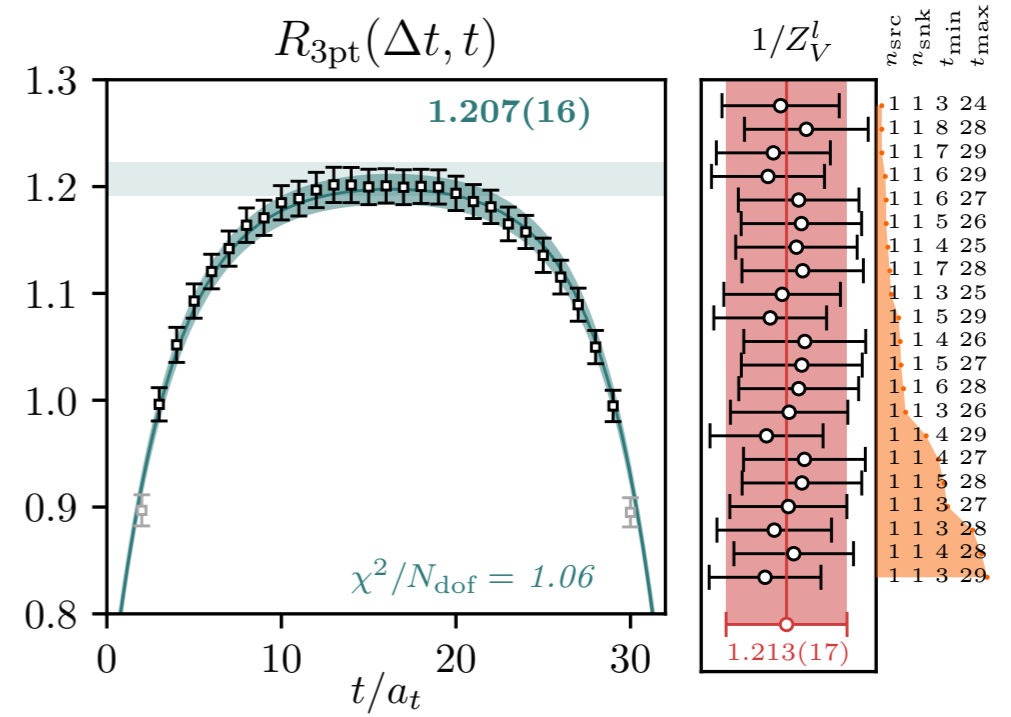 R_3pt(Δt, t)
1.3
1.2
1.1
1.0
0.9
0.8
1.207(16)
χ²/N_dof = 1.06
0 10 20 30
t/a_t
1/Z_V^l
n_src n_snk t_min t_max
1 1 3 24
1 1 8 28
1 1 7 29
1 1 6 29
1 1 6 27
1 1 5 26
1 1 4 25
1 1 7 28
1 1 3 25
1 1 5 29
1 1 4 26
1 1 5 27
1 1 6 28
1 1 3 26
1 1 4 29
1 1 4 27
1 1 5 28
1 1 3 27
1 1 3 28
1 1 4 28
1 1 3 29
1.213(17)